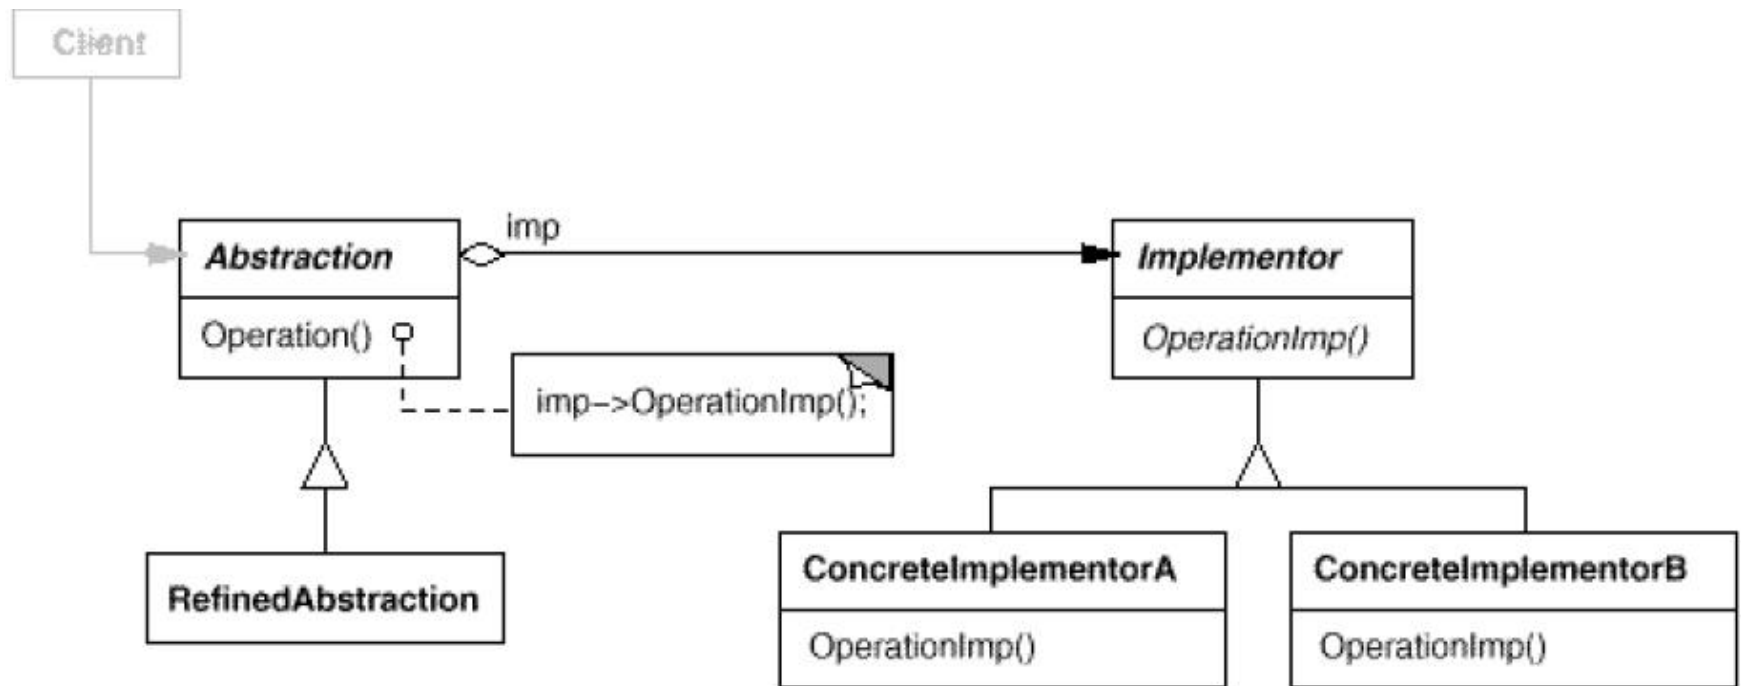 Client
imp
Abstraction
Implementor
Operation()
OperationImp()
imp–>OperationImp();
RefinedAbstraction
ConcreteImplementorA
ConcreteImplementorB
OperationImp()
OperationImp()